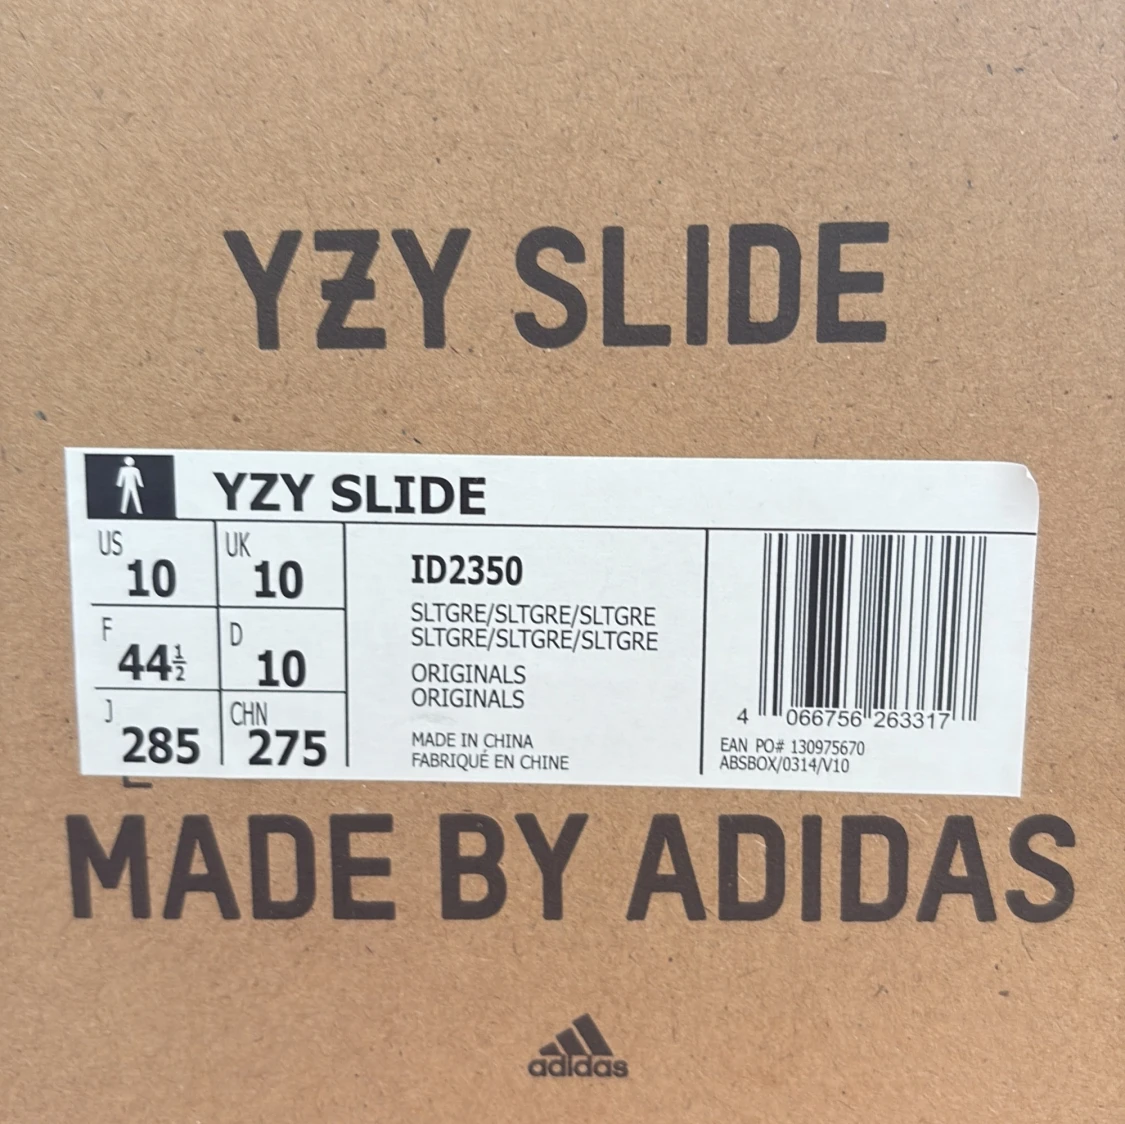 YZY SLIDE
YZY SLIDE
US 10 UK 10
F 44½ D 10
J 285 CHN 275
ID2350
SLTGRE/SLTGRE/SLTGRE
SLTGRE/SLTGRE/SLTGRE
ORIGINALS
ORIGINALS
MADE IN CHINA
FABRIQUÉ EN CHINE
4 066756 263317
EAN PO# 130975670
ABSBOX/0314/V10
MADE BY ADIDAS
adidas